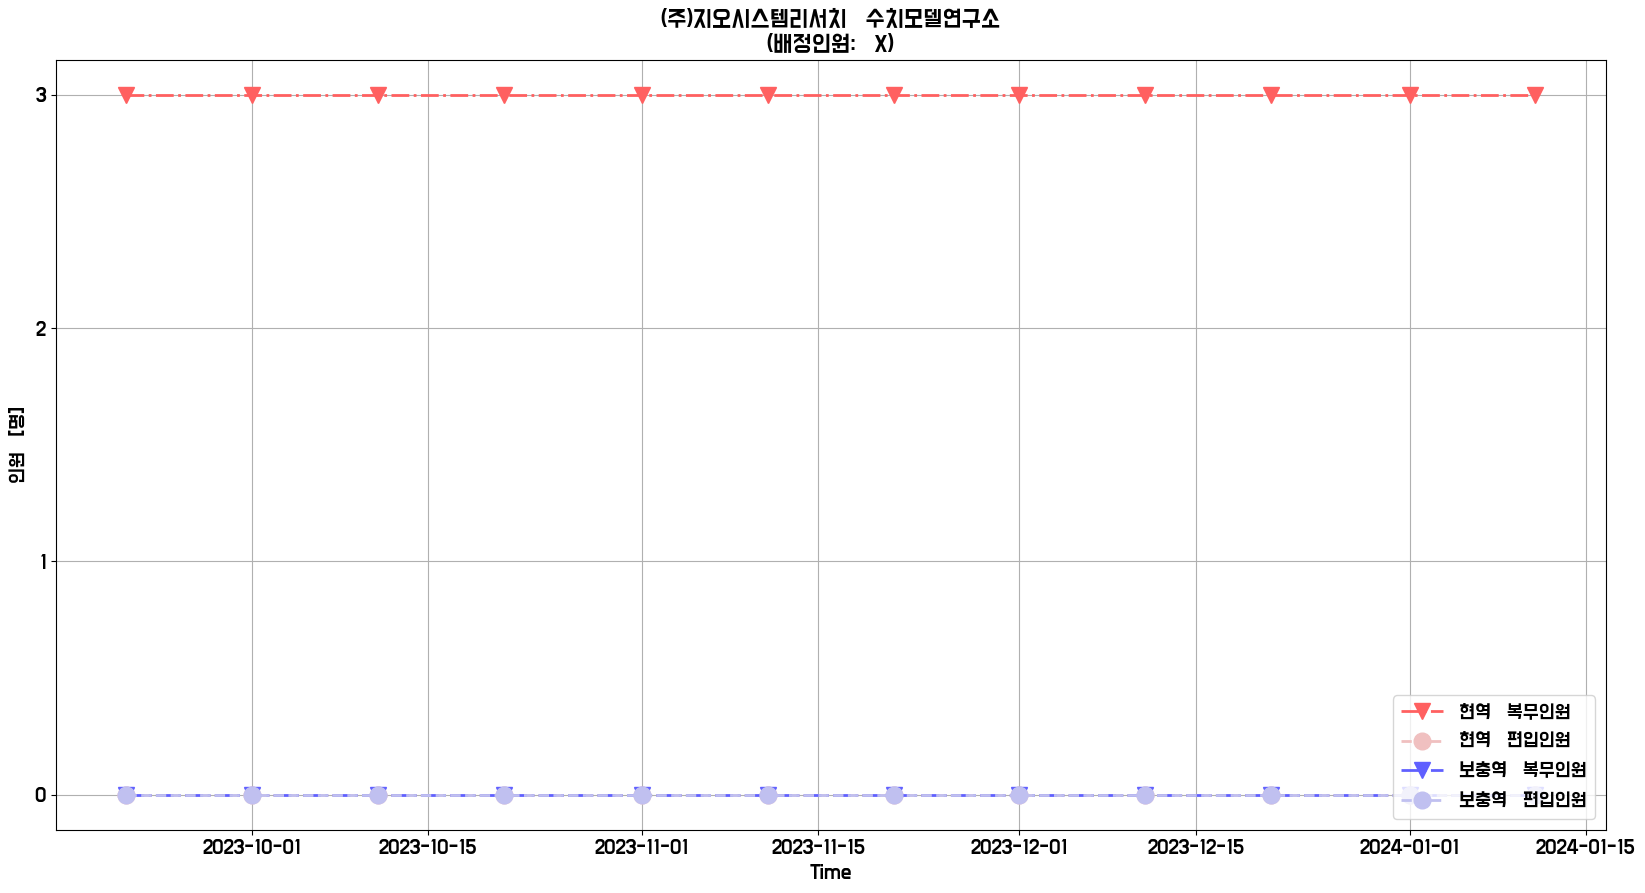 (주)지오시스템리서치 수치모델연구소
(배정인원: X)
3
2
1
0
인원 [명]
현역 복무인원
현역 편입인원
보충역 복무인원
보충역 편입인원
2023-10-01 2023-10-15 2023-11-01 2023-11-15 2023-12-01 2023-12-15 2024-01-01 2024-01-15
Time